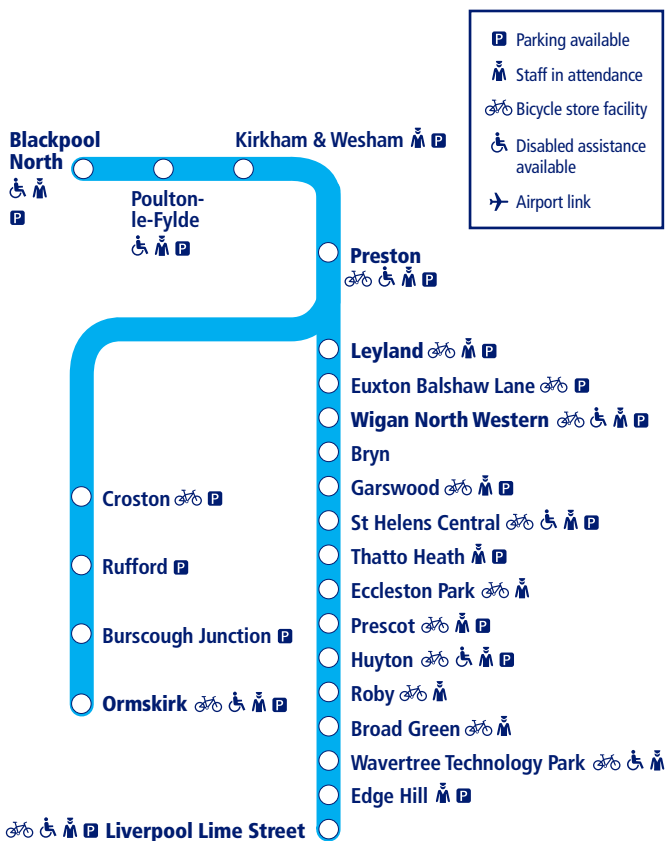 P Parking available
Staff in attendance
Bicycle store facility
Disabled assistance
available
Airport link
Blackpool
North
P
Poulton-
le-Fylde
P
Kirkham & Wesham P
Preston
P
Leyland P
Euxton Balshaw Lane P
Wigan North Western P
Bryn
Garswood P
St Helens Central P
Thatto Heath P
Eccleston Park
Prescot P
Huyton P
Roby
Broad Green
Wavertree Technology Park
Edge Hill P
P Liverpool Lime Street
Croston P
Rufford P
Burscough Junction P
Ormskirk P